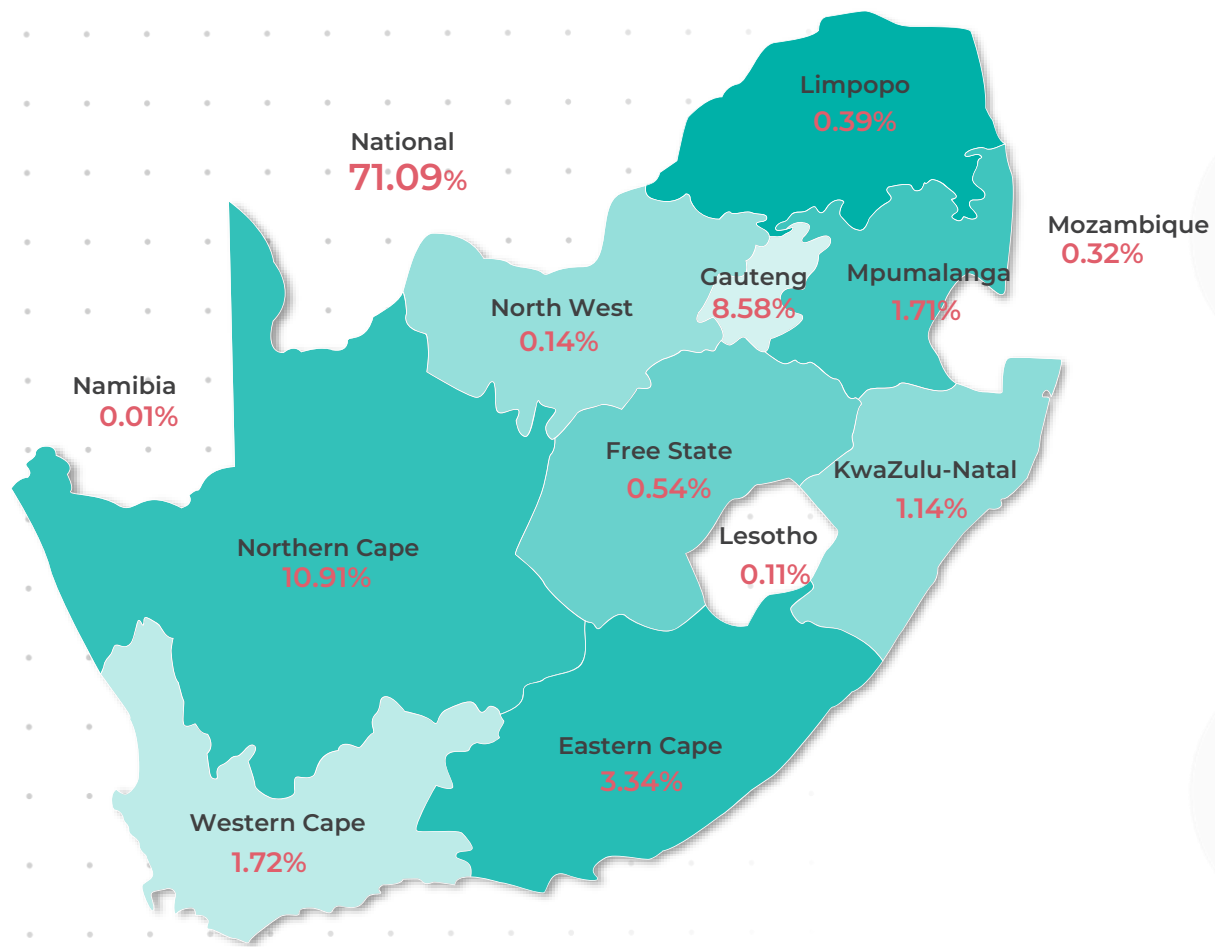 Limpopo
0.39%
National
71.09%
Mozambique
0.32%
Gauteng
8.58%
Mpumalanga
1.71%
North West
0.14%
Namibia
0.01%
Free State
0.54%
KwaZulu-Natal
1.14%
Lesotho
0.11%
Northern Cape
10.91%
Eastern Cape
3.34%
Western Cape
1.72%